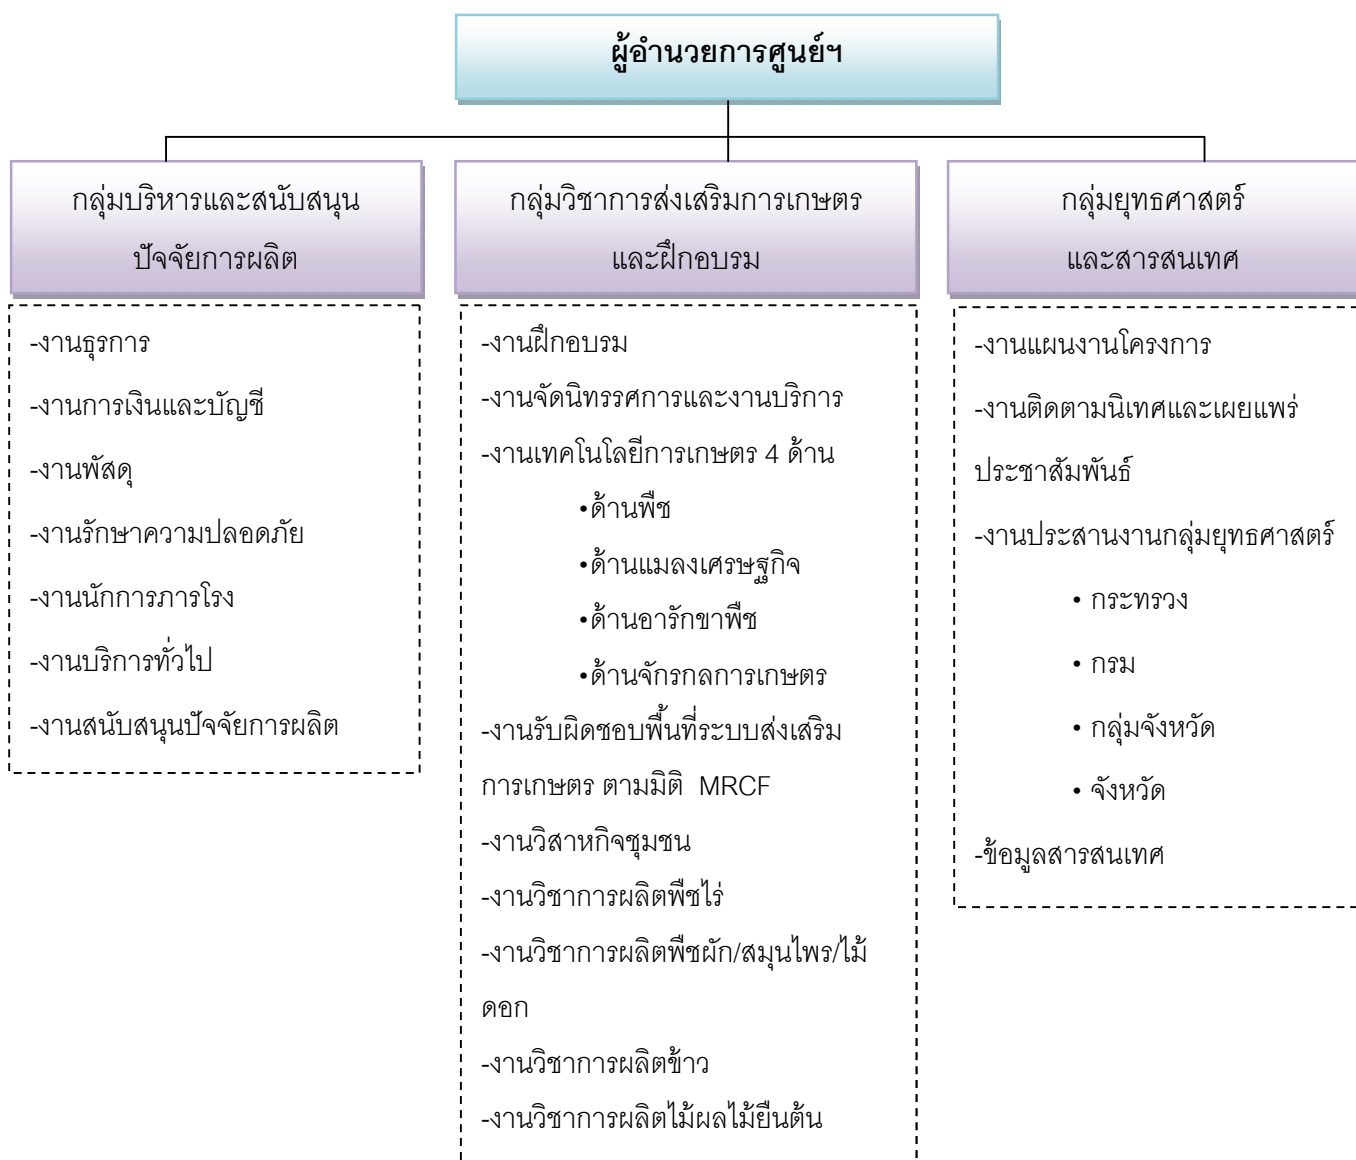 ผู้อำนวยการศูนย์ฯ
กลุ่มบริหารและสนับสนุน
ปัจจัยการผลิต
-งานธุรการ
-งานการเงินและบัญชี
-งานพัสดุ
-งานรักษาความปลอดภัย
-งานนักการภารโรง
-งานบริการทั่วไป
-งานสนับสนุนปัจจัยการผลิต
กลุ่มวิชาการส่งเสริมการเกษตร
และฝึกอบรม
-งานฝึกอบรม
-งานจัดนิทรรศการและงานบริการ
-งานเทคโนโลยีการเกษตร 4 ด้าน
•ด้านพืช
•ด้านแมลงเศรษฐกิจ
•ด้านอารักขาพืช
•ด้านจักรกลการเกษตร
-งานรับผิดชอบพื้นที่ระบบส่งเสริม
การเกษตร ตามมิติ MRCF
-งานวิสาหกิจชุมชน
-งานวิชาการผลิตพืชไร่
-งานวิชาการผลิตพืชผัก/สมุนไพร/ไม้
ดอก
-งานวิชาการผลิตข้าว
-งานวิชาการผลิตไม้ผลไม้ยืนต้น
กลุ่มยุทธศาสตร์
และสารสนเทศ
-งานแผนงานโครงการ
-งานติดตามนิเทศและเผยแพร่
ประชาสัมพันธ์
-งานประสานงานกลุ่มยุทธศาสตร์
• กระทรวง
• กรม
• กลุ่มจังหวัด
• จังหวัด
-ข้อมูลสารสนเทศ